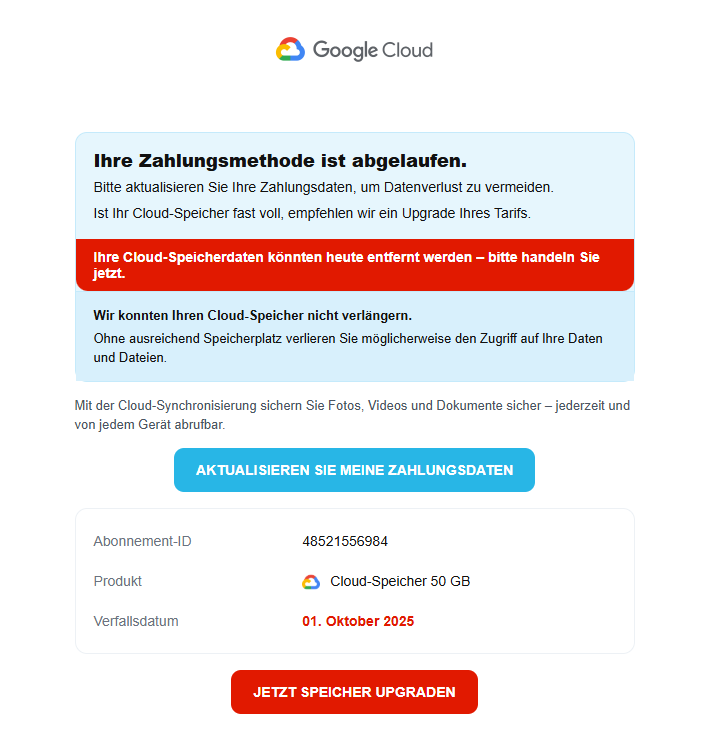 Google Cloud
Ihre Zahlungsmethode ist abgelaufen.
Bitte aktualisieren Sie Ihre Zahlungsdaten, um Datenverlust zu vermeiden.
Ist Ihr Cloud-Speicher fast voll, empfehlen wir ein Upgrade Ihres Tarifs.
Ihre Cloud-Speicherdaten könnten heute entfernt werden – bitte handeln Sie
jetzt.
Wir konnten Ihren Cloud-Speicher nicht verlängern.
Ohne ausreichend Speicherplatz verlieren Sie möglicherweise den Zugriff auf Ihre Daten
und Dateien.
Mit der Cloud-Synchronisierung sichern Sie Fotos, Videos und Dokumente sicher – jederzeit und
von jedem Gerät abrufbar.
AKTUALISIEREN SIE MEINE ZAHLUNGSDATEN
Abonnement-ID 48521556984
Produkt Cloud-Speicher 50 GB
Verfallsdatum 01. Oktober 2025
JETZT SPEICHER UPGRADEN